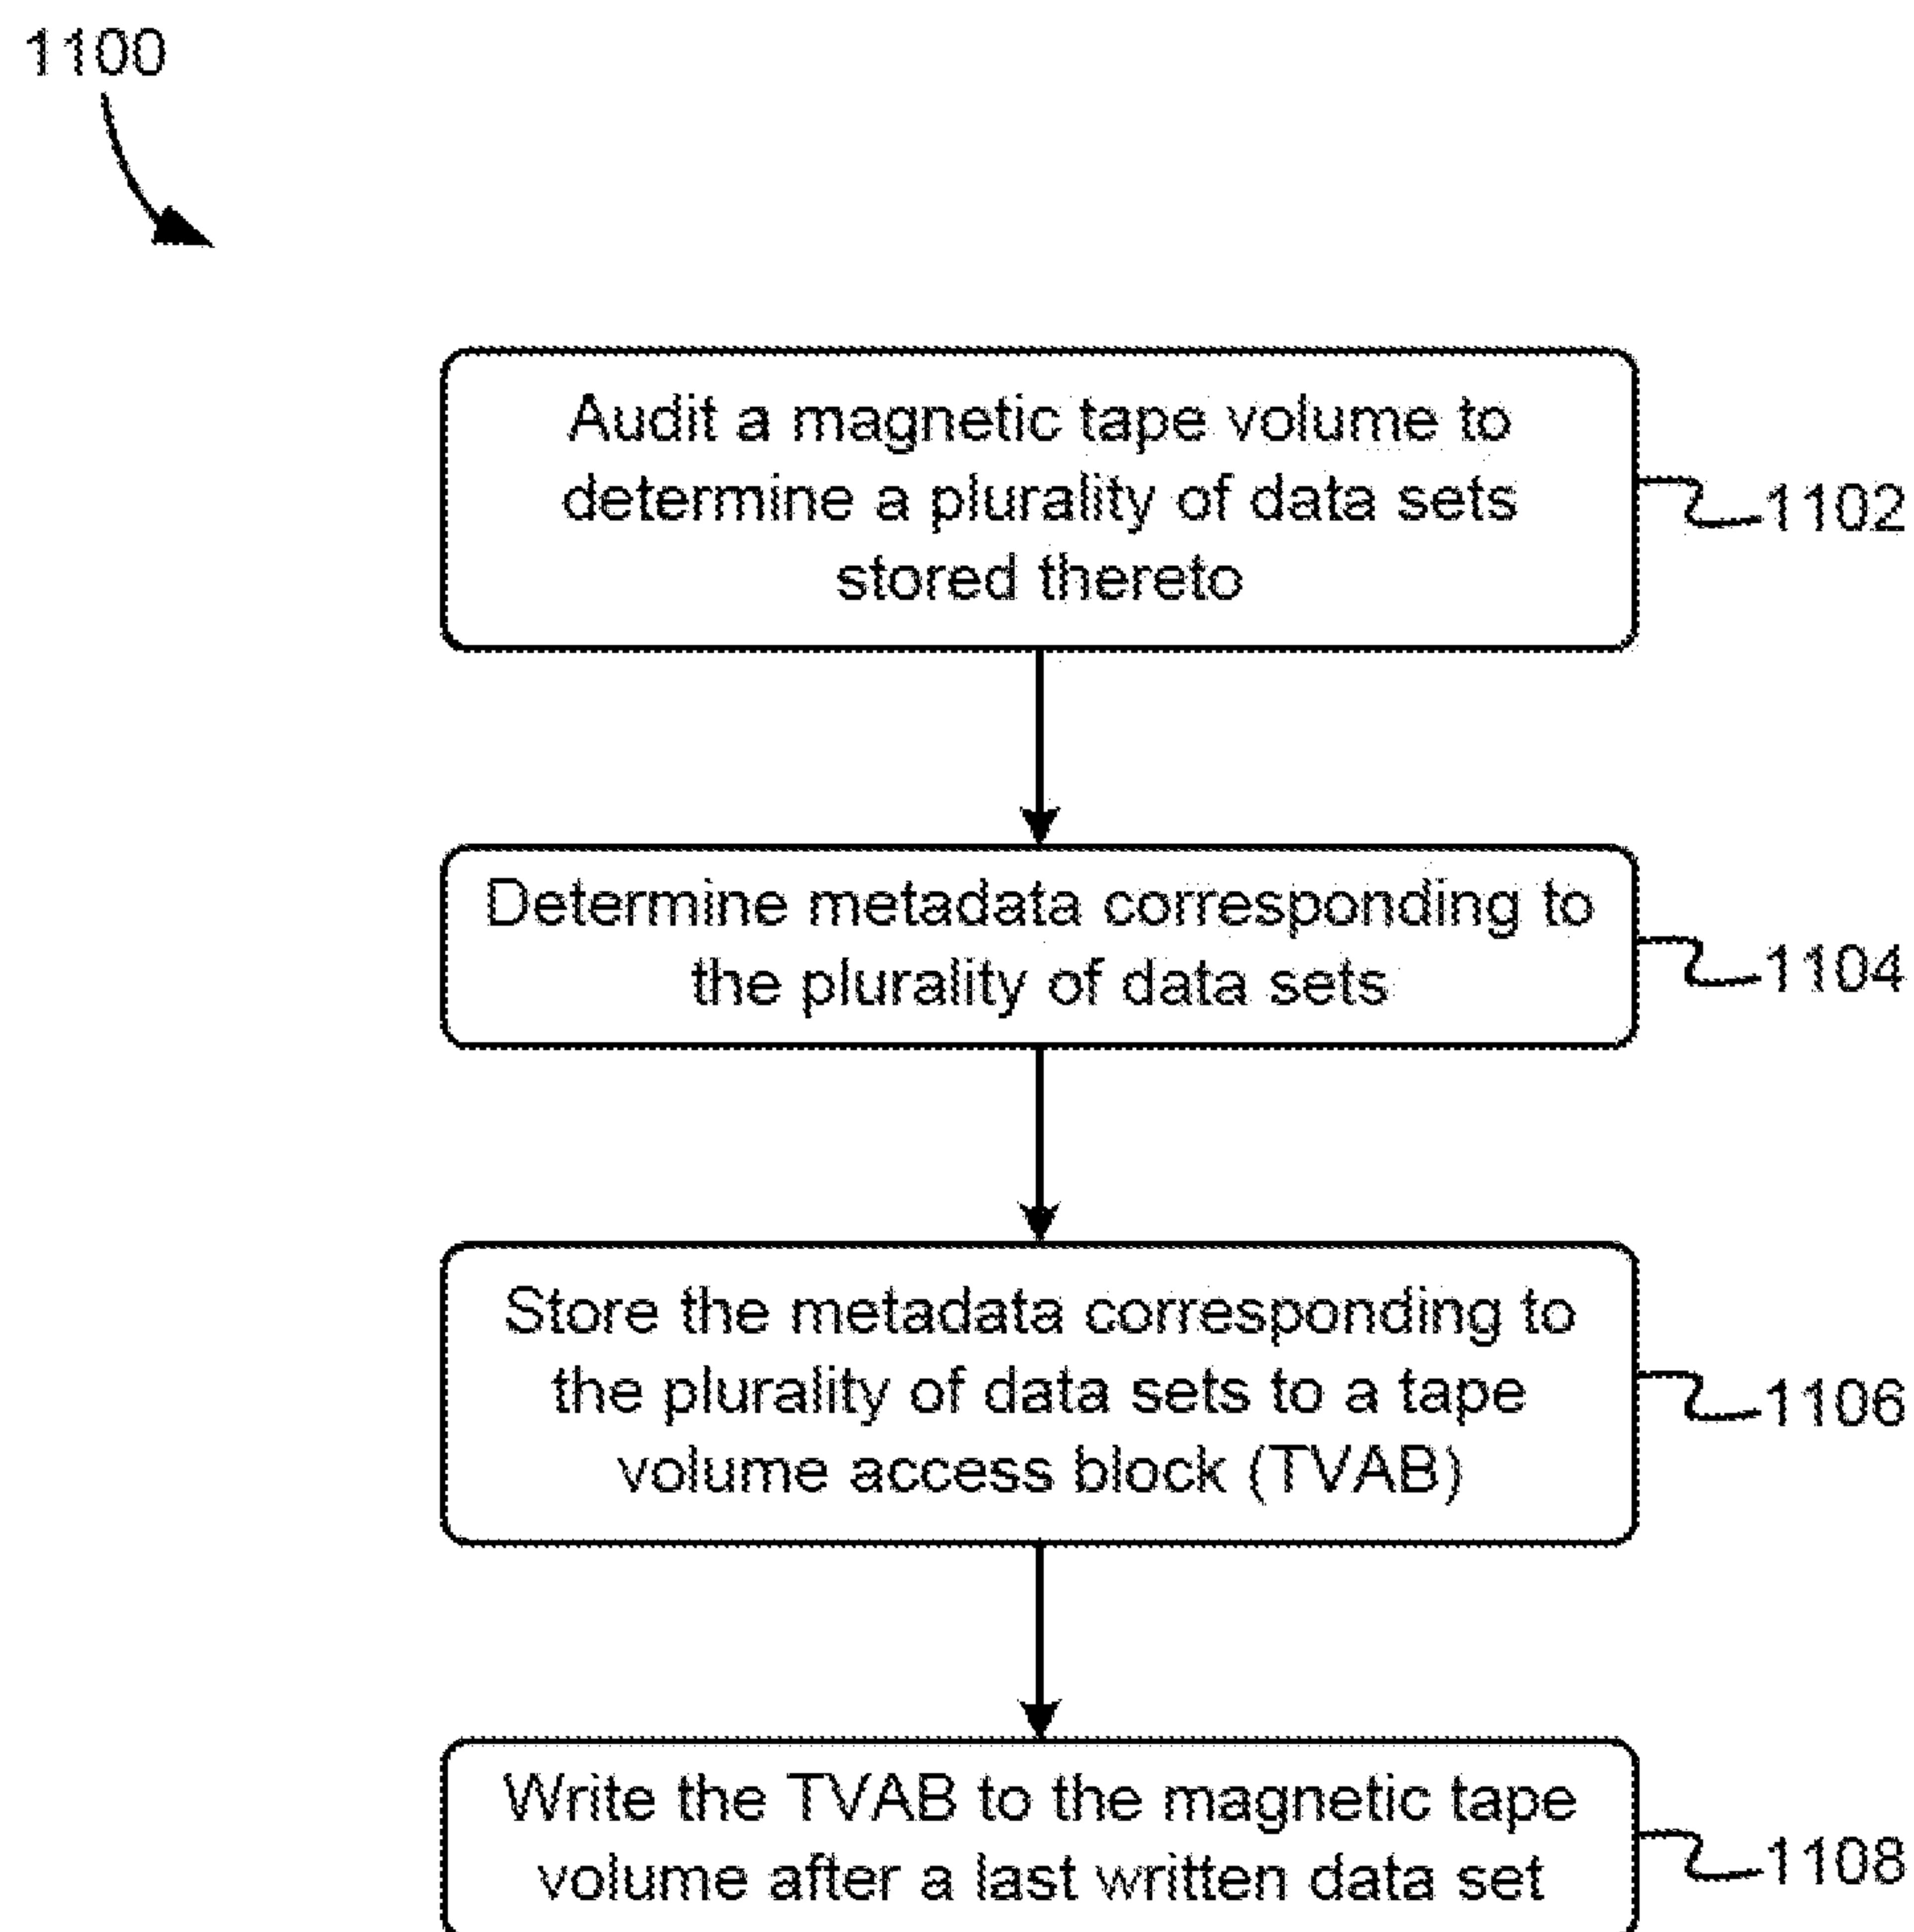 1100
Audit a magnetic tape volume to
determine a plurality of data sets
stored thereto
1102
Determine metadata corresponding to
the plurality of data sets
1104
Store the metadata corresponding to
the plurality of data sets to a tape
volume access block (TVAB)
1106
Write the TVAB to the magnetic tape
volume after a last written data set
1108